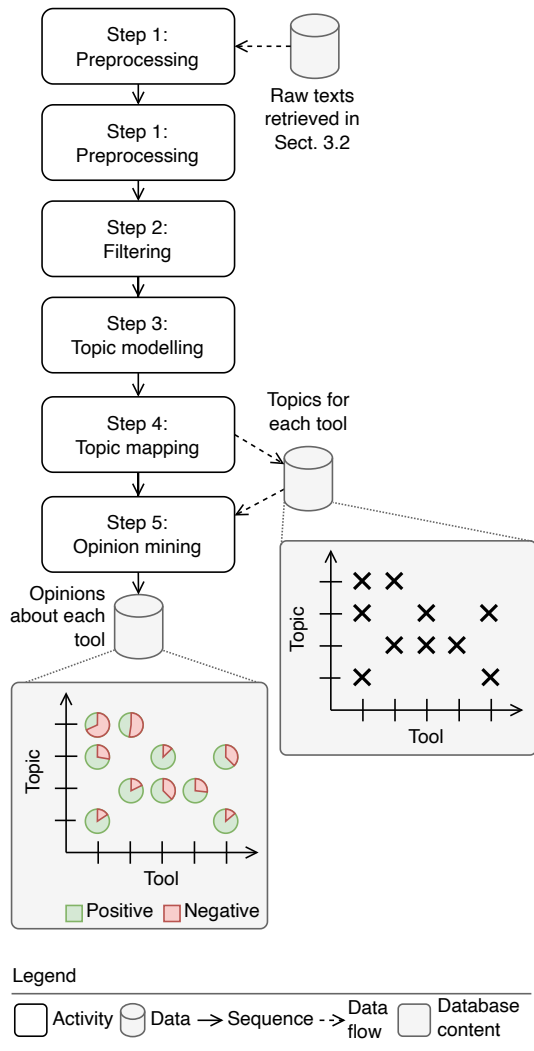 Step 1:
Preprocessing
Raw texts
retrieved in
Sect. 3.2
Step 1:
Preprocessing
Step 2:
Filtering
Step 3:
Topic modelling
Step 4:
Topic mapping
Topics for
each tool
Step 5:
Opinion mining
Opinions
about each
tool
Topic
Tool
Topic
Tool
Positive
Negative
Legend
Activity
Data
Sequence
Data
flow
Database
content